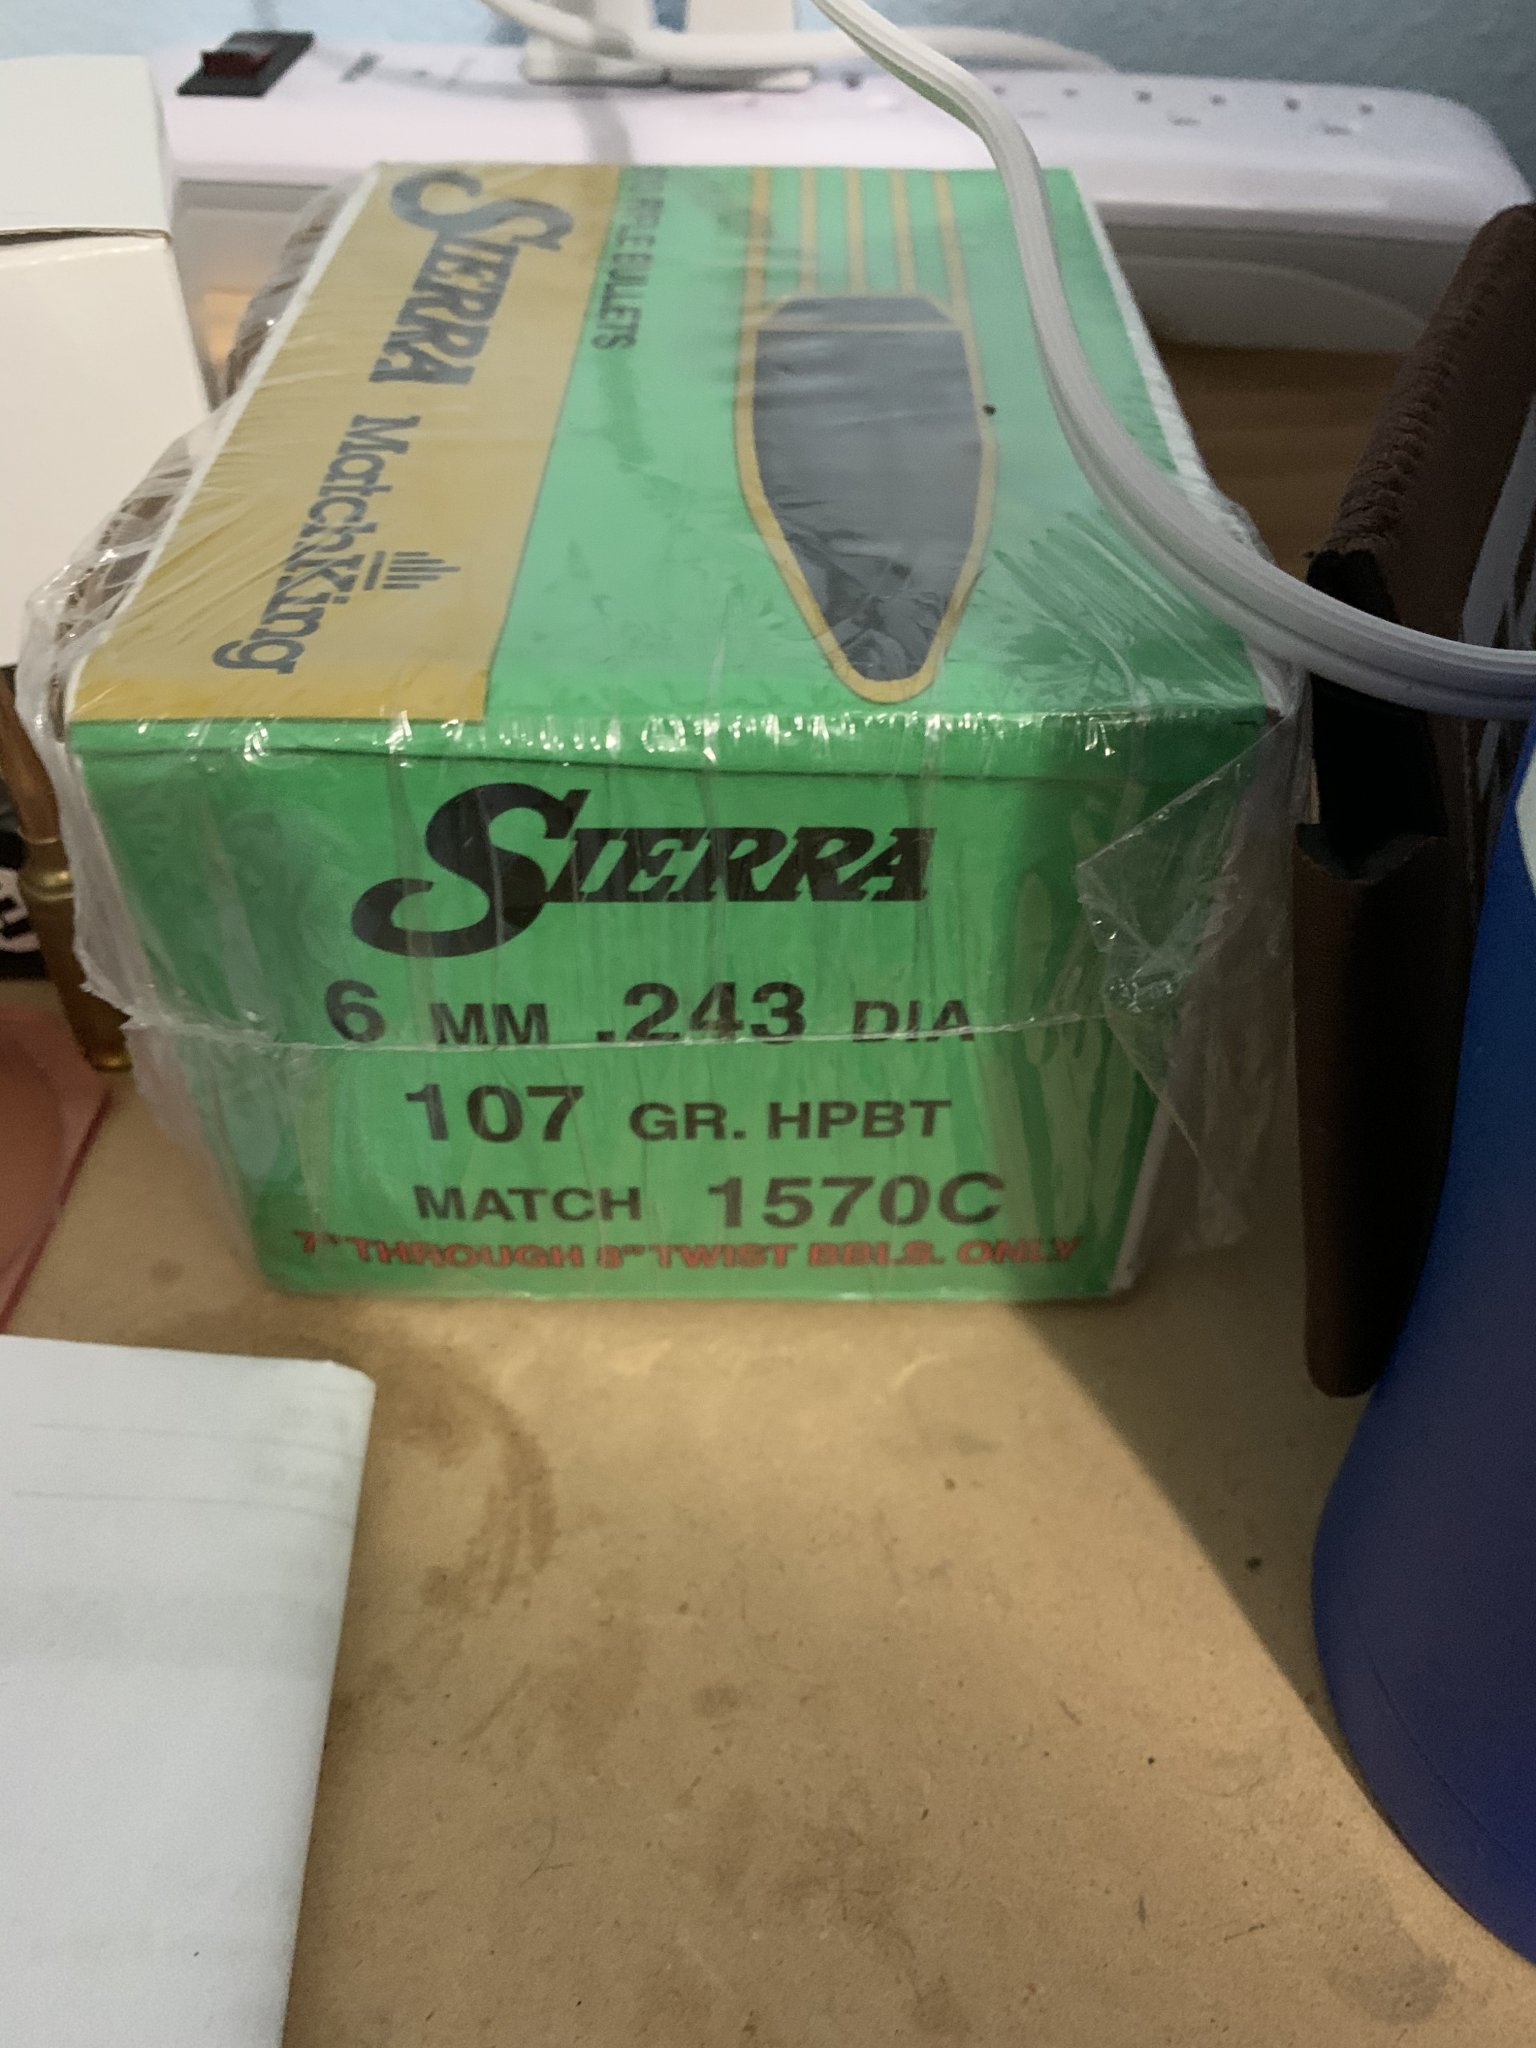 SIERRA MatchKing
RIFLE BULLETS
SIERRA
6 MM .243 DIA
107 GR. HPBT
MATCH 1570C
7" THROUGH 8" TWIST BBLS. ONLY